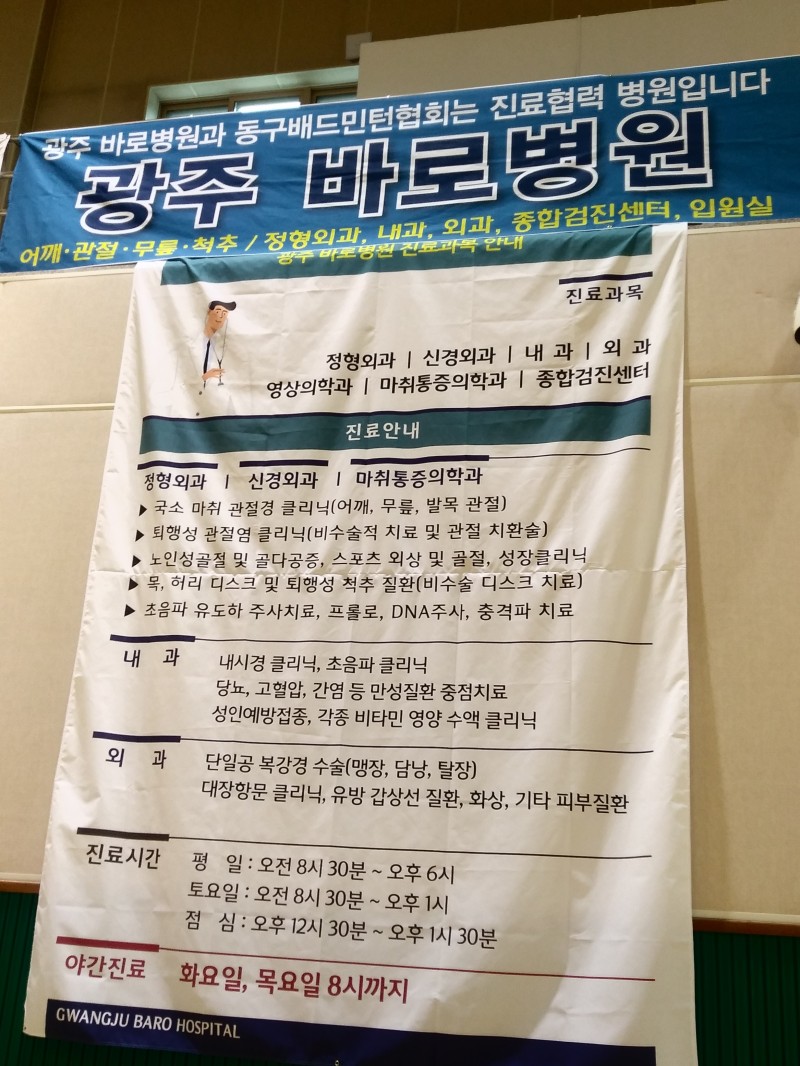 광주 바로병원과 동구배드민턴협회는 진료협력 병원입니다
광주 바로병원
어깨·관절·무릎·척추 / 정형외과, 내과, 외과, 종합검진센터, 입원실
광주 바로병원 진료과목 안내
진료과목
정형외과 | 신경외과 | 내 과 | 외 과
영상의학과 | 마취통증의학과 | 종합검진센터
진료안내
정형외과 | 신경외과 | 마취통증의학과
▶ 국소 마취 관절경 클리닉(어깨, 무릎, 발목 관절)
▶ 퇴행성 관절염 클리닉(비수술적 치료 및 관절 치환술)
▶ 노인성골절 및 골다공증, 스포츠 외상 및 골절, 성장클리닉
▶ 목, 허리 디스크 및 퇴행성 척추 질환(비수술 디스크 치료)
▶ 초음파 유도하 주사치료, 프롤로, DNA주사, 충격파 치료
내 과 내시경 클리닉, 초음파 클리닉
당뇨, 고혈압, 간염 등 만성질환 중점치료
성인예방접종, 각종 비타민 영양 수액 클리닉
외 과 단일공 복강경 수술(맹장, 담낭, 탈장)
대장항문 클리닉, 유방 갑상선 질환, 화상, 기타 피부질환
진료시간 평 일 : 오전 8시 30분 ~ 오후 6시
토요일 : 오전 8시 30분 ~ 오후 1시
점 심 : 오후 12시 30분 ~ 오후 1시 30분
야간진료 화요일, 목요일 8시까지
GWANGJU BARO HOSPITAL